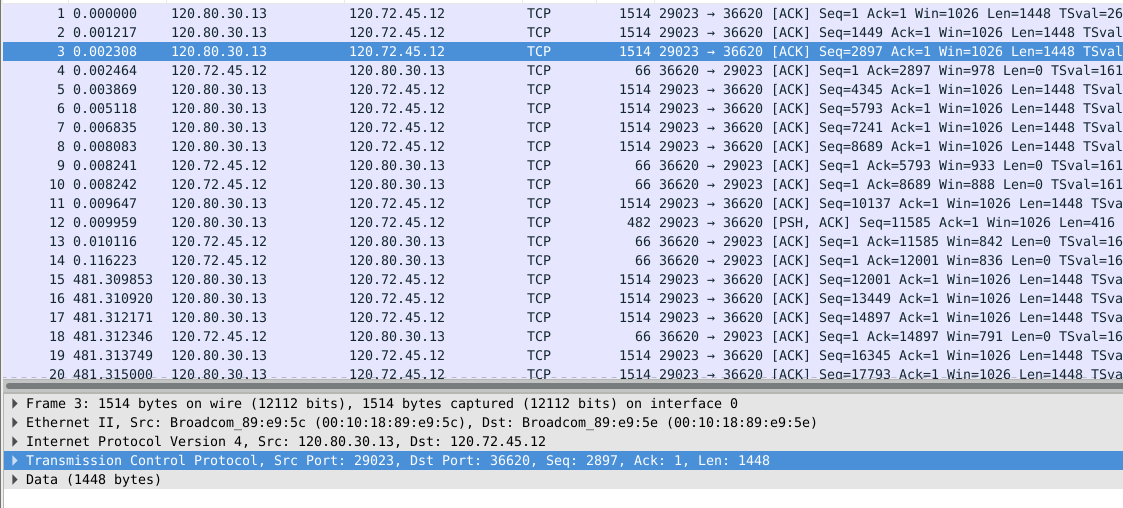 1 0.000000 120.80.30.13 120.72.45.12 TCP 1514 29023 → 36620 [ACK] Seq=1 Ack=1 Win=1026 Len=1448 TSval=26
2 0.001217 120.80.30.13 120.72.45.12 TCP 1514 29023 → 36620 [ACK] Seq=1449 Ack=1 Win=1026 Len=1448 TSv
3 0.002308 120.80.30.13 120.72.45.12 TCP 1514 29023 → 36620 [ACK] Seq=2897 Ack=1 Win=1026 Len=1448 TSv
4 0.002464 120.72.45.12 120.80.30.13 TCP 66 36620 → 29023 [ACK] Seq=1 Ack=2897 Win=978 Len=0 TSval=161
5 0.003869 120.80.30.13 120.72.45.12 TCP 1514 29023 → 36620 [ACK] Seq=4345 Ack=1 Win=1026 Len=1448 TSv
6 0.005118 120.80.30.13 120.72.45.12 TCP 1514 29023 → 36620 [ACK] Seq=5793 Ack=1 Win=1026 Len=1448 TSv
7 0.006835 120.80.30.13 120.72.45.12 TCP 1514 29023 → 36620 [ACK] Seq=7241 Ack=1 Win=1026 Len=1448 TSv
8 0.008083 120.80.30.13 120.72.45.12 TCP 1514 29023 → 36620 [ACK] Seq=8689 Ack=1 Win=1026 Len=1448 TSv
9 0.008241 120.72.45.12 120.80.30.13 TCP 66 36620 → 29023 [ACK] Seq=1 Ack=5793 Win=933 Len=0 TSval=161
10 0.008242 120.72.45.12 120.80.30.13 TCP 66 36620 → 29023 [ACK] Seq=1 Ack=8689 Win=888 Len=0 TSval=161
11 0.009647 120.80.30.13 120.72.45.12 TCP 1514 29023 → 36620 [ACK] Seq=10137 Ack=1 Win=1026 Len=1448 TS
12 0.009959 120.80.30.13 120.72.45.12 TCP 482 29023 → 36620 [PSH, ACK] Seq=11585 Ack=1 Win=1026 Len=416
13 0.010116 120.72.45.12 120.80.30.13 TCP 66 36620 → 29023 [ACK] Seq=1 Ack=11585 Win=842 Len=0 TSval=16
14 0.116223 120.72.45.12 120.80.30.13 TCP 66 36620 → 29023 [ACK] Seq=1 Ack=12001 Win=836 Len=0 TSval=16
15 481.309853 120.80.30.13 120.72.45.12 TCP 1514 29023 → 36620 [ACK] Seq=12001 Ack=1 Win=1026 Len=1448 TS
16 481.310920 120.80.30.13 120.72.45.12 TCP 1514 29023 → 36620 [ACK] Seq=13449 Ack=1 Win=1026 Len=1448 TS
17 481.312171 120.80.30.13 120.72.45.12 TCP 1514 29023 → 36620 [ACK] Seq=14897 Ack=1 Win=1026 Len=1448 TS
18 481.312346 120.72.45.12 120.80.30.13 TCP 66 36620 → 29023 [ACK] Seq=1 Ack=14897 Win=791 Len=0 TSval=16
19 481.313749 120.80.30.13 120.72.45.12 TCP 1514 29023 → 36620 [ACK] Seq=16345 Ack=1 Win=1026 Len=1448 TS
20 481.315000 120.80.30.13 120.72.45.12 TCP 1514 29023 → 36620 [ACK] Seq=17793 Ack=1 Win=1026 Len=1448 TS
Frame 3: 1514 bytes on wire (12112 bits), 1514 bytes captured (12112 bits) on interface 0
Ethernet II, Src: Broadcom_89:e9:5c (00:10:18:89:e9:5c), Dst: Broadcom_89:e9:5e (00:10:18:89:e9:5e)
Internet Protocol Version 4, Src: 120.80.30.13, Dst: 120.72.45.12
Transmission Control Protocol, Src Port: 29023, Dst Port: 36620, Seq: 2897, Ack: 1, Len: 1448
Data (1448 bytes)